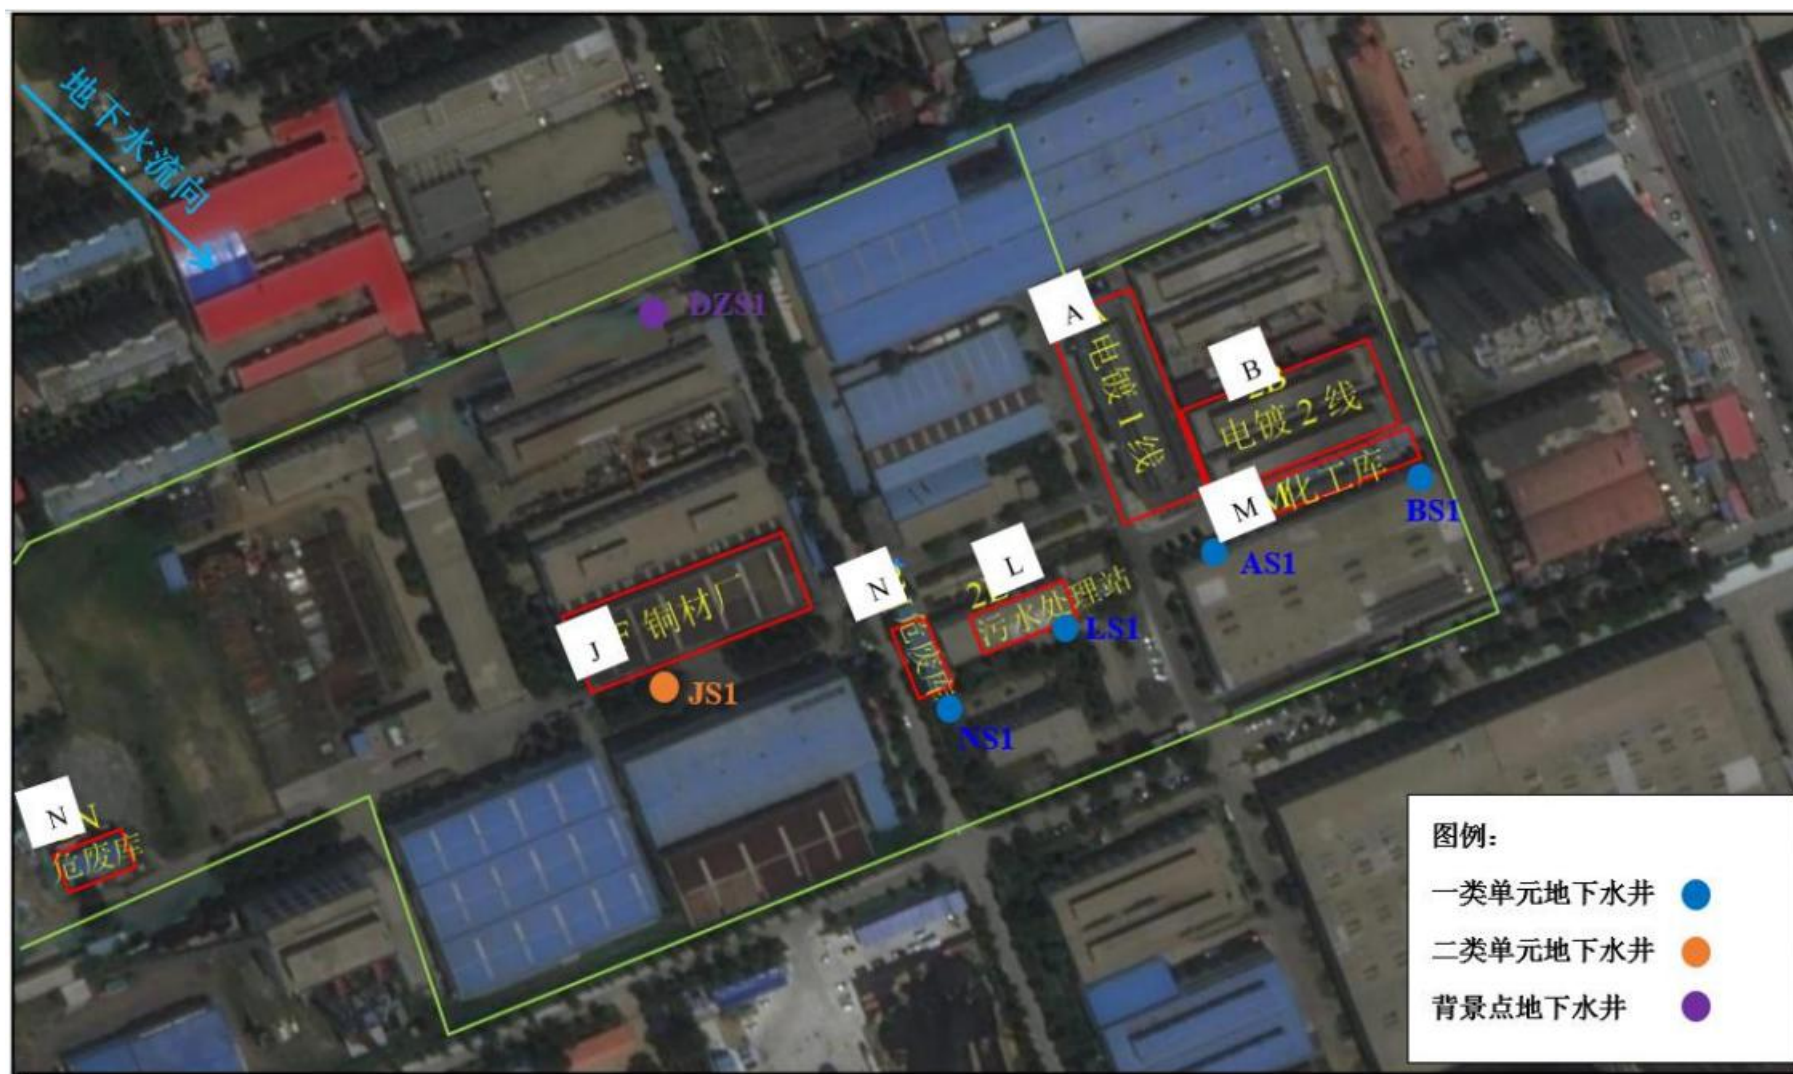 地下水流向
DZS1
A
电镀 1 线
B
2B
电镀 2 线
M
M化工库
BS1
AS1
L
污水处理站
LS1
N
危废库
NS1
J
铜材厂
JS1
N
N
危废库
图例：
一类单元地下水井
二类单元地下水井
背景点地下水井